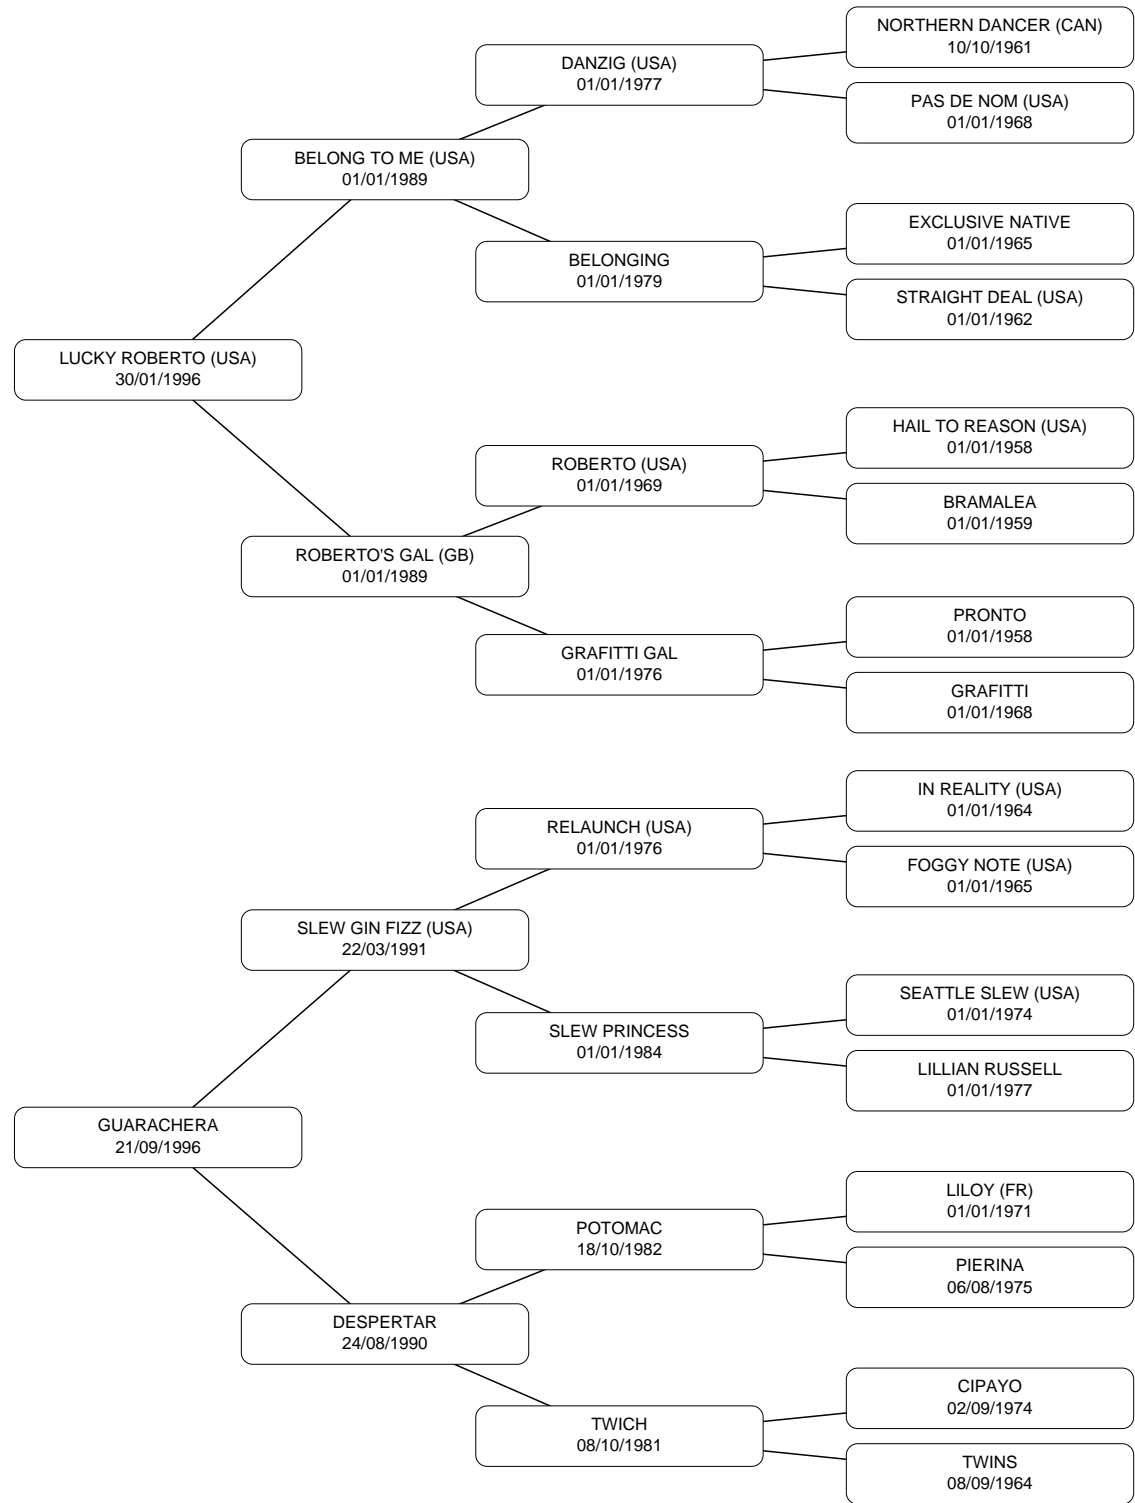 NORTHERN DANCER (CAN)
10/10/1961
DANZIG (USA)
01/01/1977
PAS DE NOM (USA)
01/01/1968
BELONG TO ME (USA)
01/01/1989
EXCLUSIVE NATIVE
01/01/1965
BELONGING
01/01/1979
STRAIGHT DEAL (USA)
01/01/1962
LUCKY ROBERTO (USA)
30/01/1996
HAIL TO REASON (USA)
01/01/1958
ROBERTO (USA)
01/01/1969
BRAMALEA
01/01/1959
ROBERTO'S GAL (GB)
01/01/1989
PRONTO
01/01/1958
GRAFITTI GAL
01/01/1976
GRAFITTI
01/01/1968
IN REALITY (USA)
01/01/1964
RELAUNCH (USA)
01/01/1976
FOGGY NOTE (USA)
01/01/1965
SLEW GIN FIZZ (USA)
22/03/1991
SEATTLE SLEW (USA)
01/01/1974
SLEW PRINCESS
01/01/1984
LILLIAN RUSSELL
01/01/1977
GUARACHERA
21/09/1996
LILOY (FR)
01/01/1971
POTOMAC
18/10/1982
PIERINA
06/08/1975
DESPERTAR
24/08/1990
CIPAYO
02/09/1974
TWICH
08/10/1981
TWINS
08/09/1964